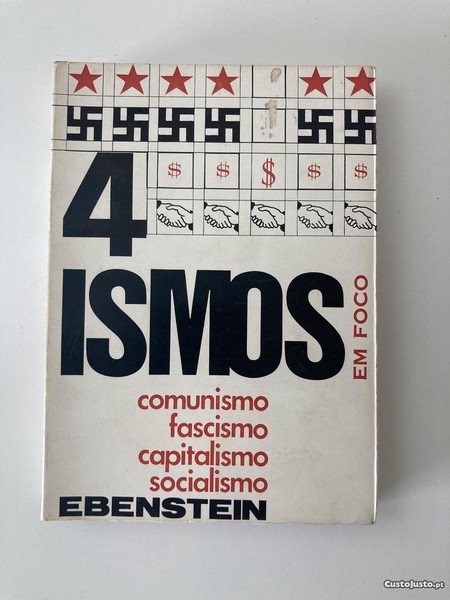 $ $ $ $ $
4
ISMOS
EM FOCO
comunismo
fascismo
capitalismo
socialismo
EBENSTEIN
CustoJusto.pt